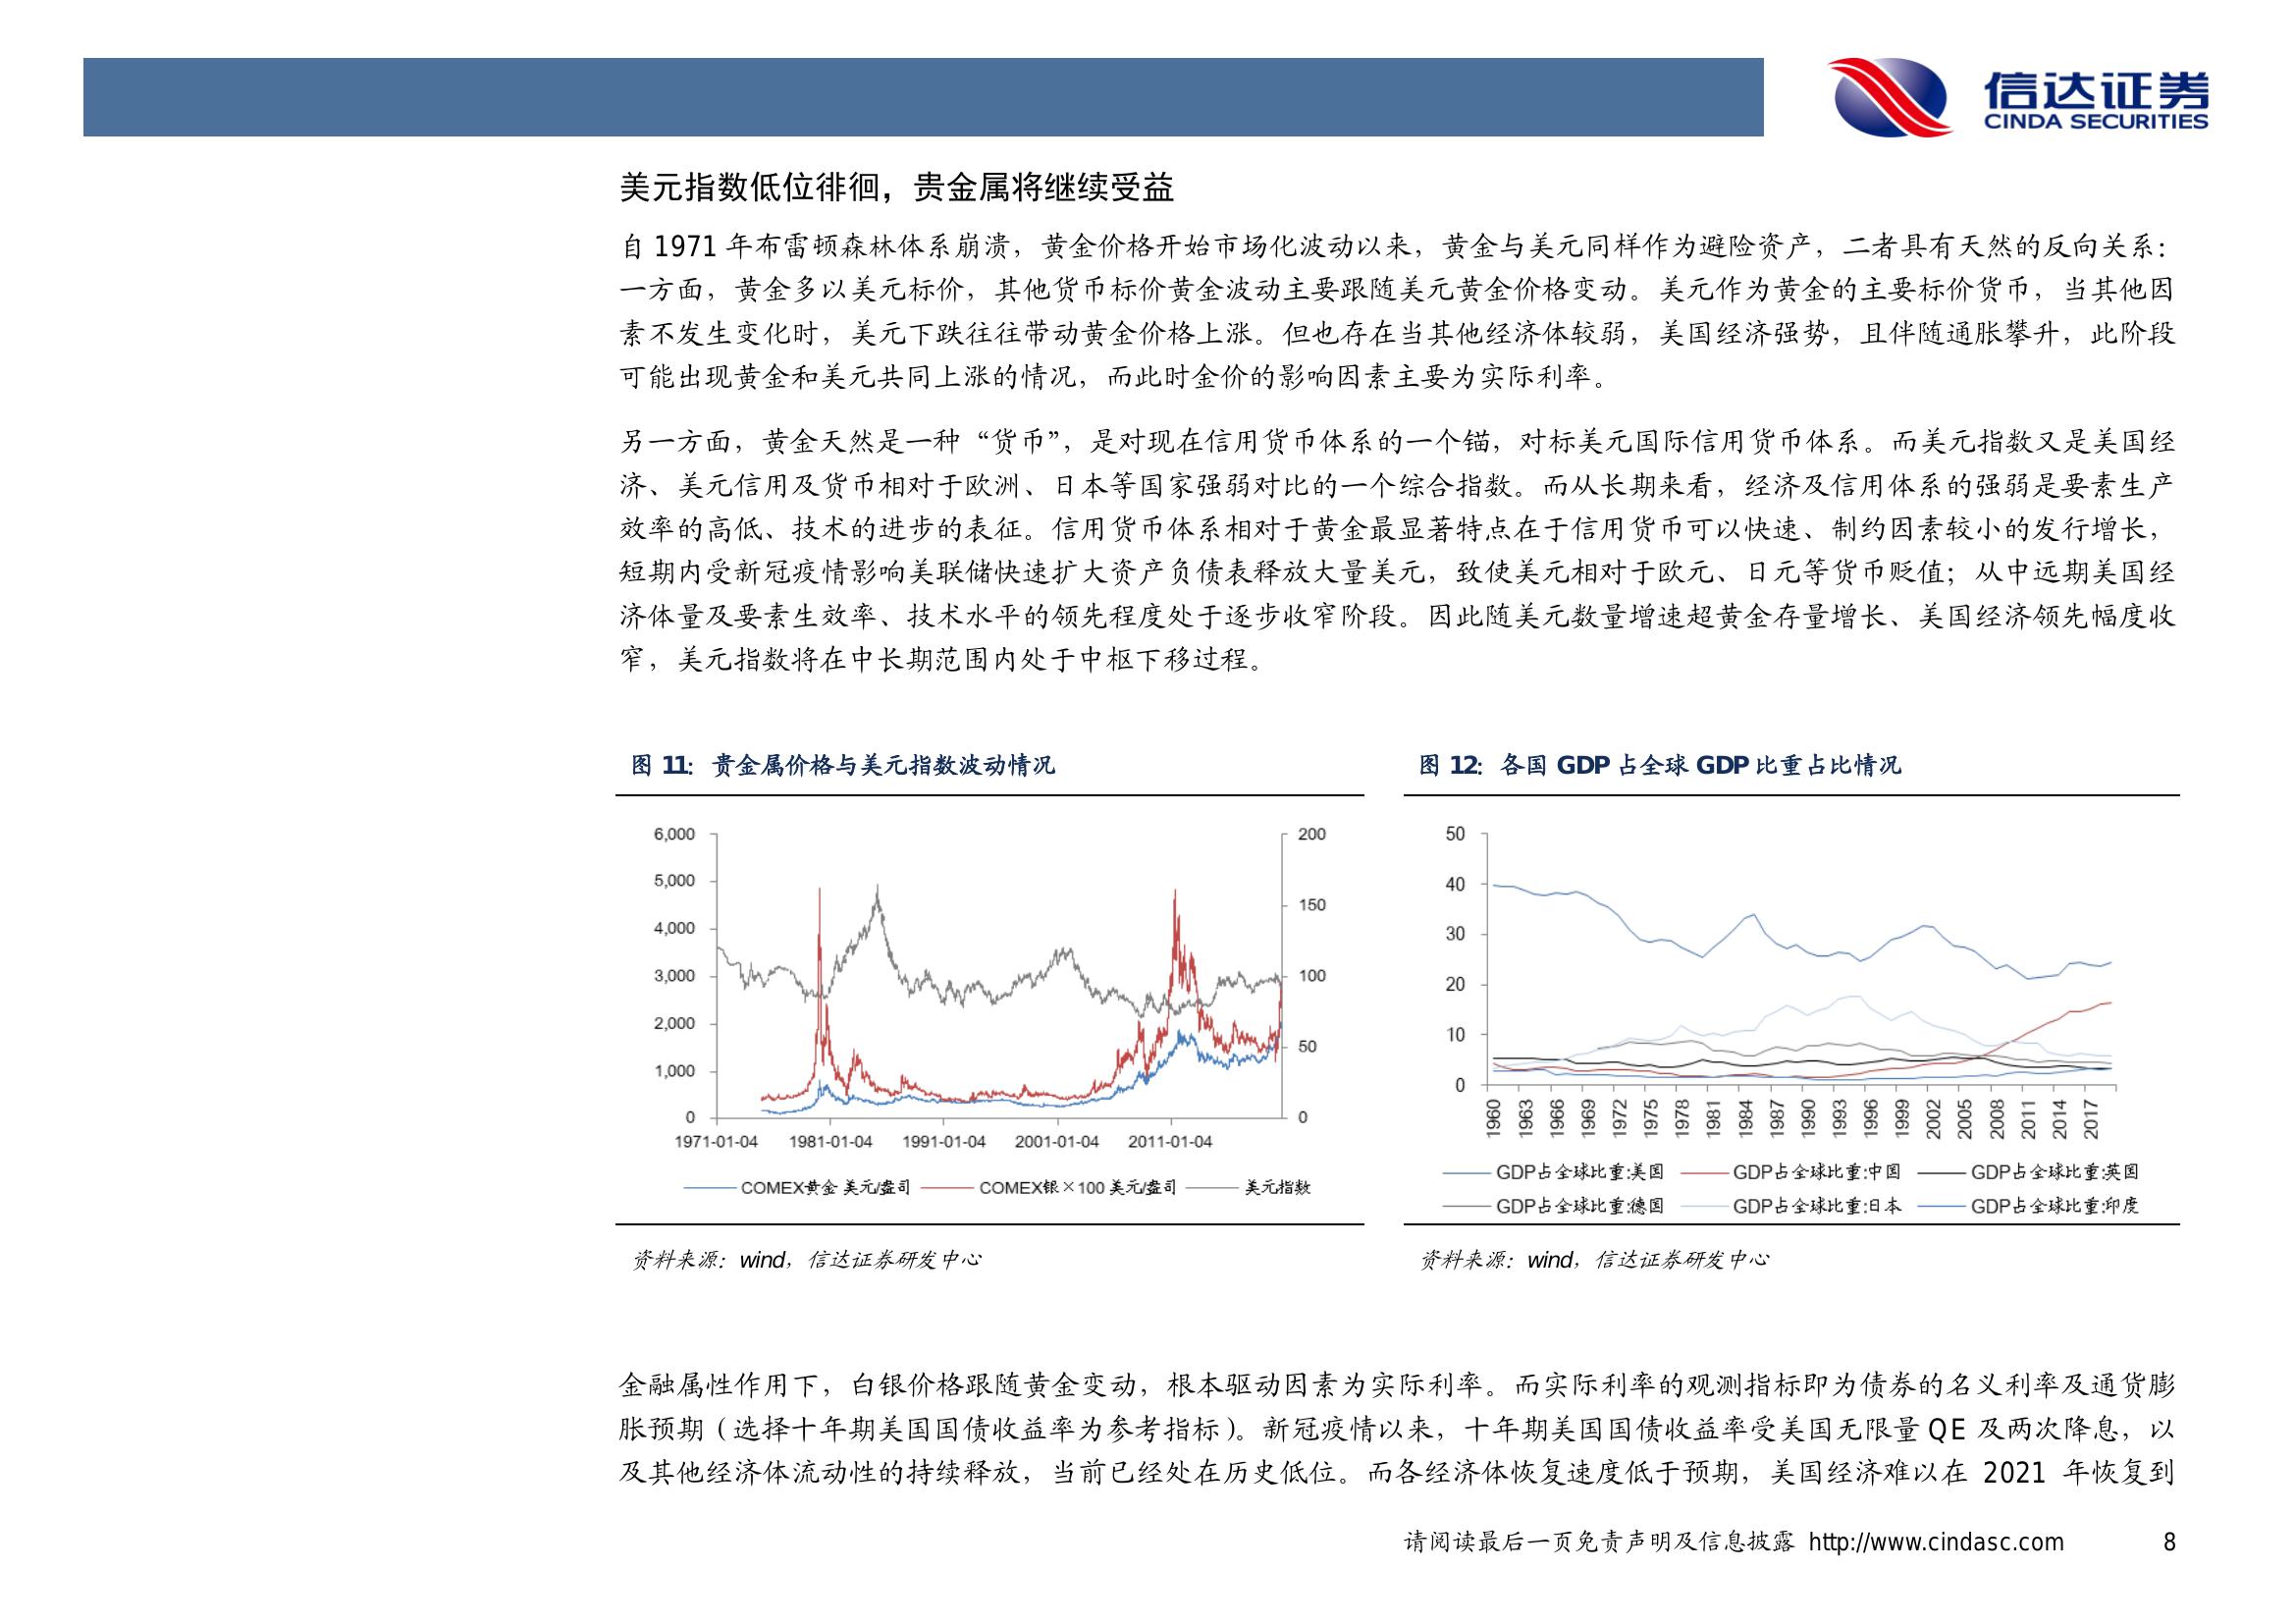 信达证券
CINDA SECURITIES
美元指数低位徘徊，贵金属将继续受益
自 1971 年布雷顿森林体系崩溃，黄金价格开始市场化波动以来，黄金与美元同样作为避险资产，二者具有天然的反向关系：
一方面，黄金多以美元标价，其他货币标价黄金波动主要跟随美元黄金价格变动。美元作为黄金的主要标价货币，当其他因
素不发生变化时，美元下跌往往带动黄金价格上涨。但也存在当其他经济体较弱，美国经济强势，且伴随通胀攀升，此阶段
可能出现黄金和美元共同上涨的情况，而此时金价的影响因素主要为实际利率。
另一方面，黄金天然是一种“货币”，是对现在信用货币体系的一个锚，对标美元国际信用货币体系。而美元指数又是美国经
济、美元信用及货币相对于欧洲、日本等国家强弱对比的一个综合指数。而从长期来看，经济及信用体系的强弱是要素生产
效率的高低、技术的进步的表征。信用货币体系相对于黄金最显著特点在于信用货币可以快速、制约因素较小的发行增长，
短期内受新冠疫情影响美联储快速扩大资产负债表释放大量美元，致使美元相对于欧元、日元等货币贬值；从中远期美国经
济体量及要素生效率、技术水平的领先程度处于逐步收窄阶段。因此随美元数量增速超黄金存量增长、美国经济领先幅度收
窄，美元指数将在中长期范围内处于中枢下移过程。
图 11：贵金属价格与美元指数波动情况
6,000
5,000
4,000
3,000
2,000
1,000
0
200
150
100
50
0
1971-01-04 1981-01-04 1991-01-04 2001-01-04 2011-01-04
COMEX黄金 美元/盎司 COMEX银×100 美元/盎司 美元指数
资料来源：wind，信达证券研发中心
图 12：各国 GDP 占全球 GDP 比重占比情况
50
40
30
20
10
0
1960 1963 1966 1969 1972 1975 1978 1981 1984 1987 1990 1993 1996 1999 2002 2005 2008 2011 2014 2017
GDP占全球比重:美国 GDP占全球比重:中国 GDP占全球比重:英国
GDP占全球比重:德国 GDP占全球比重:日本 GDP占全球比重:印度
资料来源：wind，信达证券研发中心
金融属性作用下，白银价格跟随黄金变动，根本驱动因素为实际利率。而实际利率的观测指标即为债券的名义利率及通货膨
胀预期（选择十年期美国国债收益率为参考指标）。新冠疫情以来，十年期美国国债收益率受美国无限量 QE 及两次降息，以
及其他经济体流动性的持续释放，当前已经处在历史低位。而各经济体恢复速度低于预期，美国经济难以在 2021 年恢复到
请阅读最后一页免责声明及信息披露 http://www.cindasc.com 8